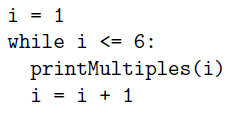 i = 1
while i <= 6:
  printMultiples(i)
  i = i + 1